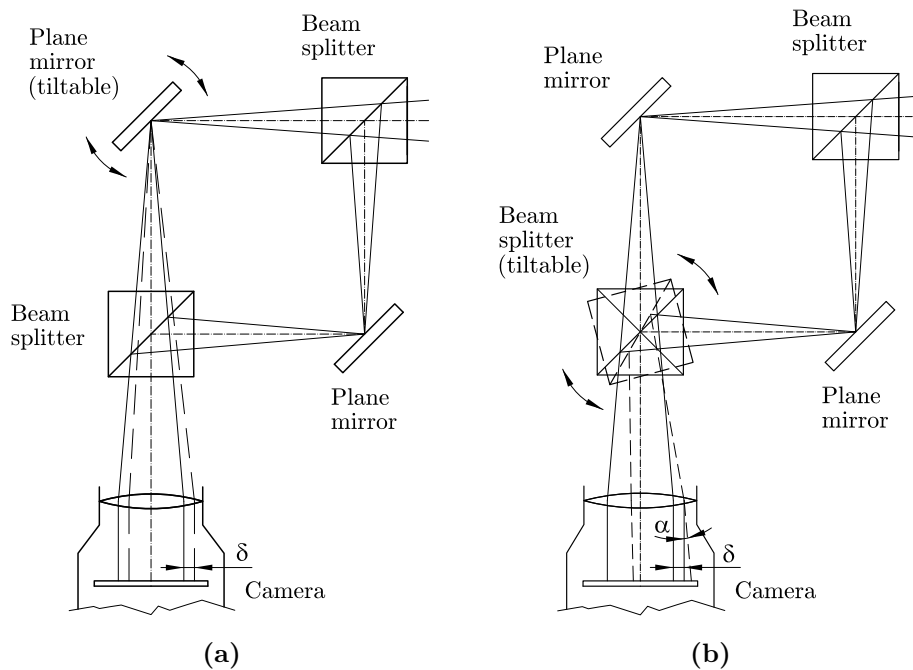 Plane
mirror
(tiltable)
Beam
splitter
Beam
splitter
Plane
mirror
δ
Camera
(a)
Plane
mirror
Beam
splitter
Beam
splitter
(tiltable)
Plane
mirror
α
δ
Camera
(b)